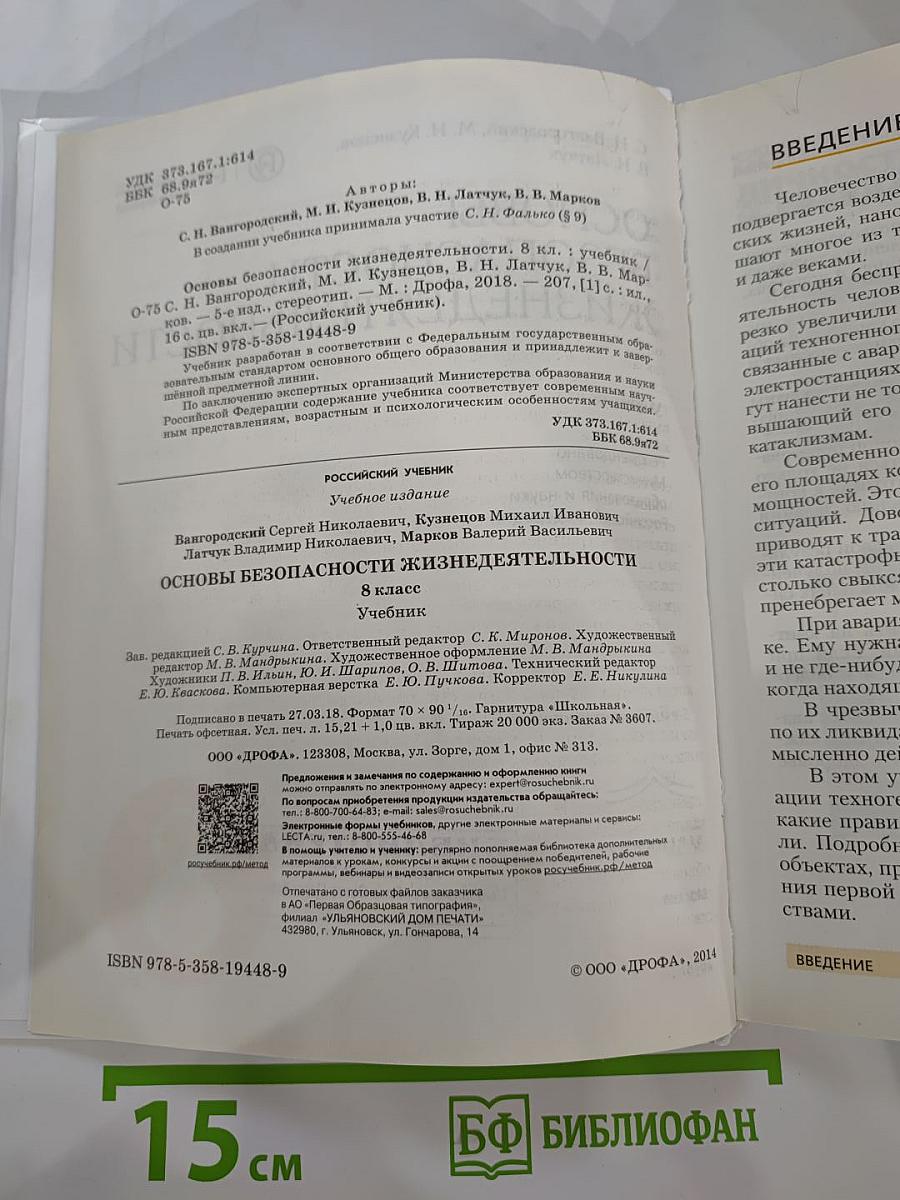 УДК 373.167.1:614
ББК 68.9я72
О-75
Авторы:
С. Н. Вангородский, М. И. Кузнецов, В. Н. Латчук, В. В. Марков
В создании учебника принимала участие С. Н. Фалько (§ 9)
Основы безопасности жизнедеятельности. 8 кл. : учебник /
О-75 С. Н. Вангородский, М. И. Кузнецов, В. Н. Латчук, В. В. Мар-
ков. — 5-е изд., стереотип. — М. : Дрофа, 2018. — 207, [1] с. : ил.,
16 с. цв. вкл.— (Российский учебник).
ISBN 978-5-358-19448-9
Учебник разработан в соответствии с Федеральным государственным обра-
зовательным стандартом основного общего образования и принадлежит к завер-
шённой предметной линии.
По заключению экспертных организаций Министерства образования и науки
Российской Федерации содержание учебника соответствует современным науч-
ным представлениям, возрастным и психологическим особенностям учащихся.
УДК 373.167.1:614
ББК 68.9я72
РОССИЙСКИЙ УЧЕБНИК
Учебное издание
Вангородский Сергей Николаевич, Кузнецов Михаил Иванович
Латчук Владимир Николаевич, Марков Валерий Васильевич
ОСНОВЫ БЕЗОПАСНОСТИ ЖИЗНЕДЕЯТЕЛЬНОСТИ
8 класс
Учебник
Зав. редакцией С. В. Курчина. Ответственный редактор С. К. Миронов. Художественный
редактор М. В. Мандрыкина. Художественное оформление М. В. Мандрыкина
Художники П. В. Ильин, Ю. И. Шарипов, О. В. Шитова. Технический редактор
Е. Ю. Кваскова. Компьютерная верстка Е. Ю. Пучкова. Корректор Е. Е. Никулина
Подписано в печать 27.03.18. Формат 70 × 90 1/16. Гарнитура «Школьная».
Печать офсетная. Усл. печ. л. 15,21 + 1,0 цв. вкл. Тираж 20 000 экз. Заказ № 3607.
ООО «ДРОФА». 123308, Москва, ул. Зорге, дом 1, офис № 313.
Предложения и замечания по содержанию и оформлению книги
можно отправлять по электронному адресу: expert@rosuchebnik.ru
По вопросам приобретения продукции издательства обращайтесь:
тел.: 8-800-700-64-83; e-mail: sales@rosuchebnik.ru
Электронные формы учебников, другие электронные материалы и сервисы:
LECTA.ru, тел.: 8-800-555-46-68
В помощь учителю и ученику: регулярно пополняемая библиотека дополнительных
материалов к урокам, конкурсы и акции с поощрением победителей, рабочие
программы, вебинары и видеозаписи открытых уроков росучебник.рф/метод
росучебник.рф/метод
Отпечатано с готовых файлов заказчика
в АО «Первая Образцовая типография»,
филиал «УЛЬЯНОВСКИЙ ДОМ ПЕЧАТИ»
432980, г. Ульяновск, ул. Гончарова, 14
ISBN 978-5-358-19448-9
© ООО «ДРОФА», 2014
ВВЕДЕНИЕ
Человечество
подвергается возде
ских жизней, нано
шают многое из т
и даже веками.
Сегодня беспр
ятельность челов
резко увеличили
аций техногенног
связанные с авар
электростанциях
гут нанести не то
вышающий его
катаклизмам.
Современно
его площадях ко
мощностей. Это
ситуаций. Дово
приводят к тра
эти катастрофы
столько свыкся
пренебрегает м
При авария
ке. Ему нужна
и не где-нибуд
когда находящ
В чрезвыч
по их ликвида
мысленно дей
В этом уч
ации техноге
какие прави
ли. Подробн
объектах, пр
ния первой
ствами.
ВВЕДЕНИЕ
15 см
БФ БИБЛИОФАН